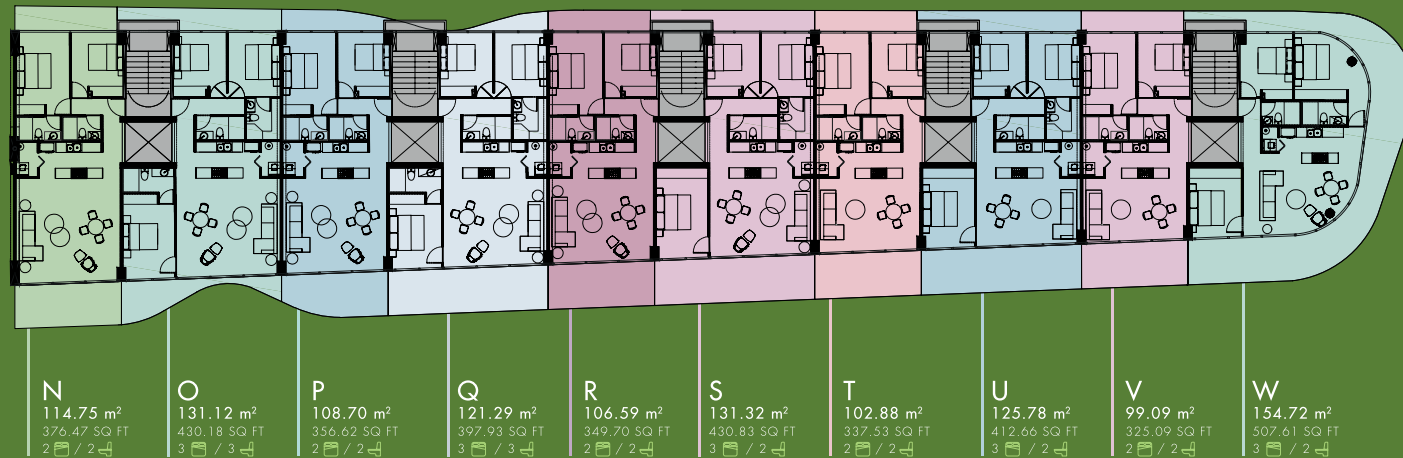 N
114.75 m²
376.47 SQ FT
2 / 2
O
131.12 m²
430.18 SQ FT
3 / 3
P
108.70 m²
356.62 SQ FT
2 / 2
Q
121.29 m²
397.93 SQ FT
3 / 3
R
106.59 m²
349.70 SQ FT
2 / 2
S
131.32 m²
430.83 SQ FT
3 / 2
T
102.88 m²
337.53 SQ FT
2 / 2
U
125.78 m²
412.66 SQ FT
3 / 2
V
99.09 m²
325.09 SQ FT
2 / 2
W
154.72 m²
507.61 SQ FT
3 / 2